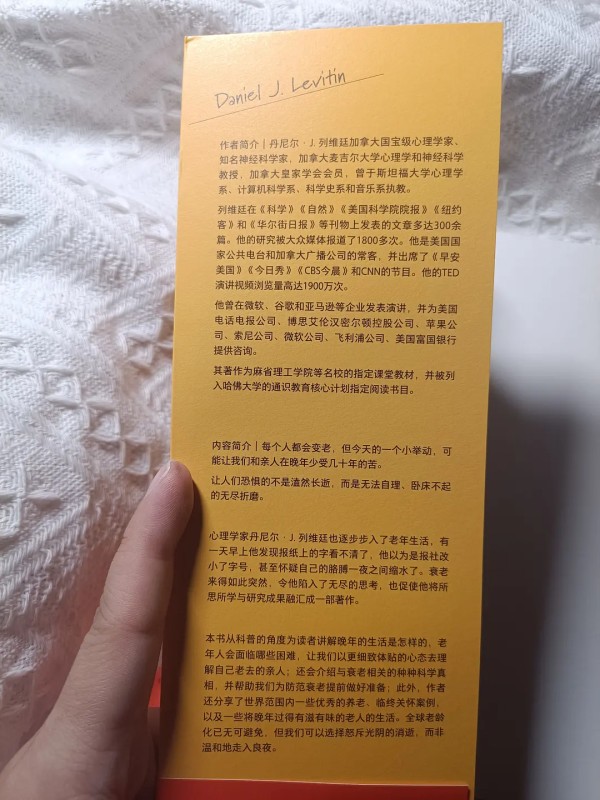 Daniel J. Levitin
作者简介｜丹尼尔·J.列维廷加拿大国宝级心理学家、
知名神经科学家，加拿大麦吉尔大学心理学和神经科学
教授，加拿大皇家学会会员，曾于斯坦福大学心理学
系、计算机科学系、科学史系和音乐系执教。
列维廷在《科学》《自然》《美国科学院院报》《纽约
客》和《华尔街日报》等刊物上发表的文章多达300余
篇。他的研究被大众媒体报道了1800多次。他是美国国
家公共电台和加拿大广播公司的常客，并出席了《早安
美国》《今日秀》《CBS今晨》和CNN的节目。他的TED
演讲视频浏览量高达1900万次。
他曾在微软、谷歌和亚马逊等企业发表演讲，并为美国
电话电报公司、博思艾伦汉密尔顿控股公司、苹果公
司、索尼公司、微软公司、飞利浦公司、美国富国银行
提供咨询。
其著作为麻省理工学院等名校的指定课堂教材，并被列
入哈佛大学的通识教育核心计划指定阅读书目。
内容简介｜每个人都会变老，但今天的一个小举动，可
能让我们和亲人在晚年少受几十年的苦。
让人们恐惧的不是溘然长逝，而是无法自理、卧床不起
的无尽折磨。
心理学家丹尼尔·J.列维廷也逐步步入了老年生活，有
一天早上他发现报纸上的字看不清了，他以为是报社改
小了字号，甚至怀疑自己的胳膊一夜之间缩水了。衰老
来得如此突然，令他陷入了无尽的思考，也促使他将所
思所学与研究成果融汇成一部著作。
本书从科普的角度为读者讲解晚年的生活是怎样的，老
年人会面临哪些困难，让我们以更细致体贴的心态去理
解自己老去的亲人；还会介绍与衰老相关的种种科学真
相，并帮助我们为防范衰老提前做好准备；此外，作者
还分享了世界范围内一些优秀的养老、临终关怀案例，
以及一些将晚年过得有滋有味的老人的生活。全球老龄
化已无可避免，但我们可以选择怒斥光阴的消逝，而非
温和地走入良夜。